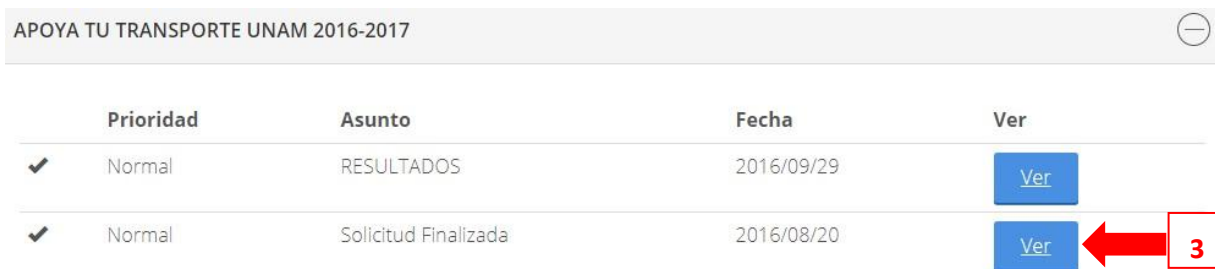 APOYA TU TRANSPORTE UNAM 2016-2017
Prioridad Asunto Fecha Ver
Normal RESULTADOS 2016/09/29 Ver
Normal Solicitud Finalizada 2016/08/20 Ver 3